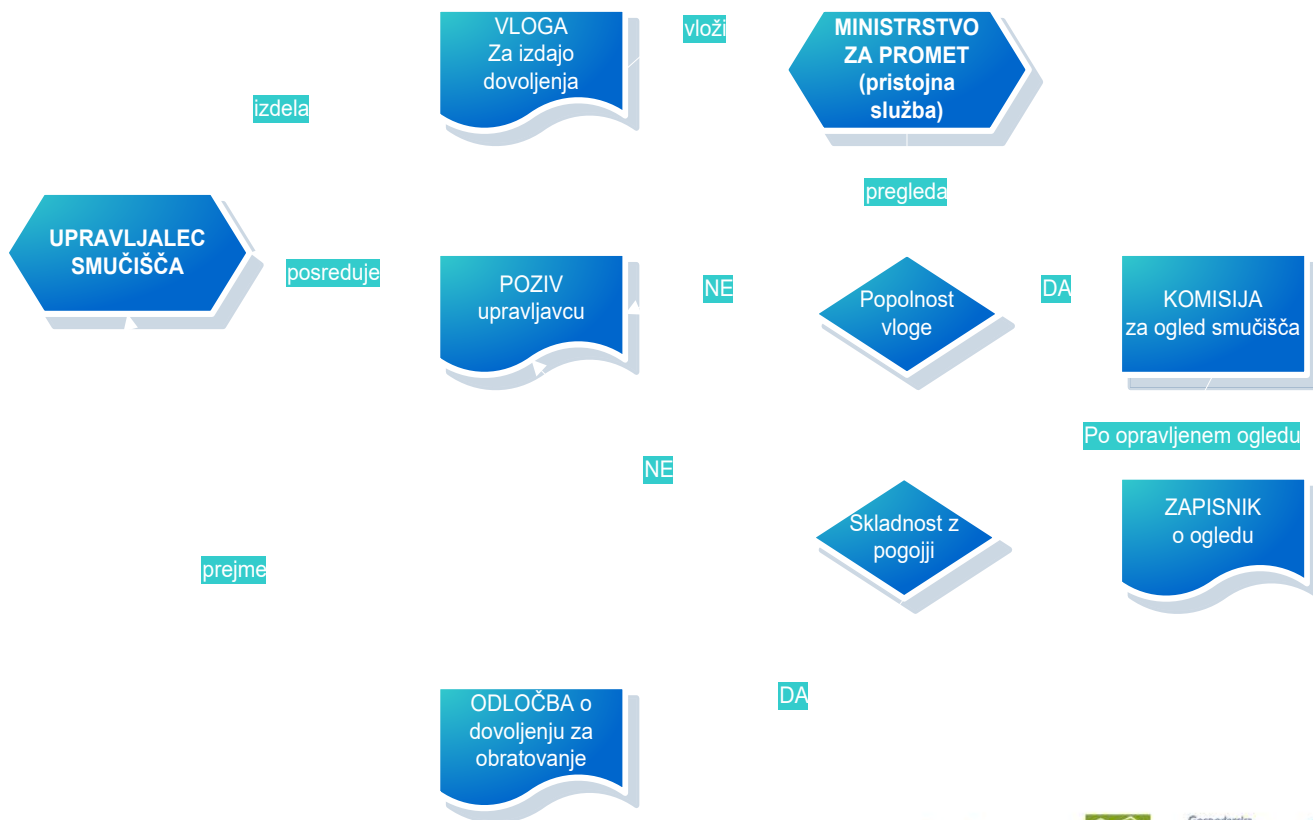 VLOGA
Za izdajo
dovoljenja
vloži
MINISTRSTVO
ZA PROMET
(pristojna
služba)
izdela
pregleda
UPRAVLJALEC
SMUČIŠČA
posreduje
POZIV
upravljavcu
NE
Popolnost
vloge
DA
KOMISIJA
za ogled smučišča
Po opravljenem ogledu
NE
Skladnost z
pogojji
ZAPISNIK
o ogledu
prejme
ODLOČBA o
dovoljenju za
obratovanje
DA